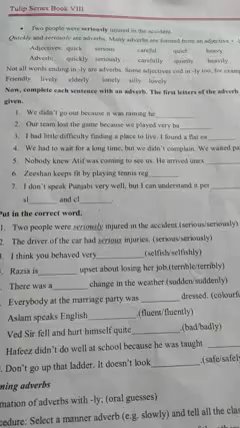 Tulip Series Book VIII
• Two people were seriously injured in the accident.
Quickly and seriously are adverbs. Many adverbs are formed from an adjective +
Adjectives: quick serious careful quiet heavy
Adverbs: quickly seriously carefully quietly heavily
Not all words ending in -ly are adverbs. Some adjectives end in -ly too, for examp
Friendly lively elderly lonely silly lovely
Now, complete each sentence with an adverb. The first letters of the adverb
given.
1. We didn't go out because it was raining he
2. Our team lost the game because we played very ba
3. I had little difficulty finding a place to live. I found a flat ea
4. We had to wait for a long time, but we didn't complain. We waited pa
5. Nobody knew Atif was coming to see us. He arrived unex
6. Zeeshan keeps fit by playing tennis reg
7. I don't speak Punjabi very well, but I can understand it per
sl and cl
Put in the correct word.
1. Two people were seriously injured in the accident.(serious/seriously)
2. The driver of the car had serious injuries. (serious/seriously)
3. I think you behaved very (selfish/selfishly)
Razia is upset about losing her job.(terrible/terribly)
There was a change in the weather.(sudden/suddenly)
Everybody at the marriage party was dressed. (colourfu
Aslam speaks English .(fluent/fluently)
Ved Sir fell and hurt himself quite .(bad/badly)
Hafeez didn't do well at school because he was taught
. Don't go up that ladder. It doesn't look .(safe/safel
ming adverbs
mation of adverbs with -ly; (oral guesses)
cedure: Select a manner adverb (e.g. slowly) and tell all the clas